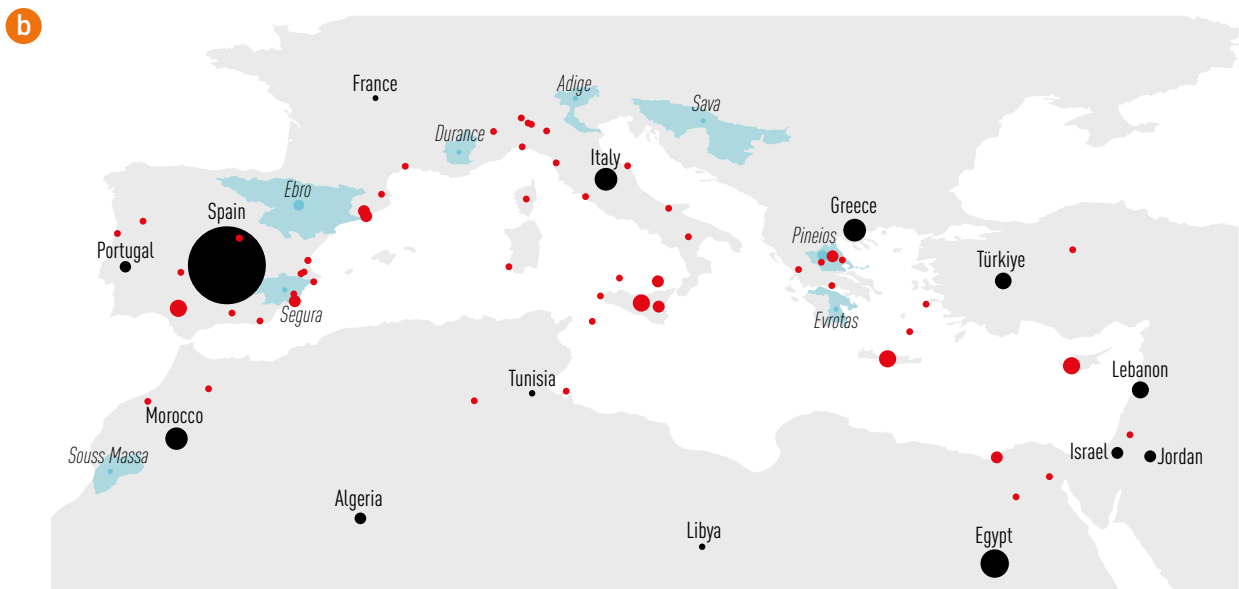 b
France
Adige
Sava
Durance
Italy
Ebro
Spain
Greece
Portugal
Pineios
Türkiye
Segura
Evrotas
Tunisia
Lebanon
Morocco
Souss Massa
Israel
Jordan
Algeria
Libya
Egypt